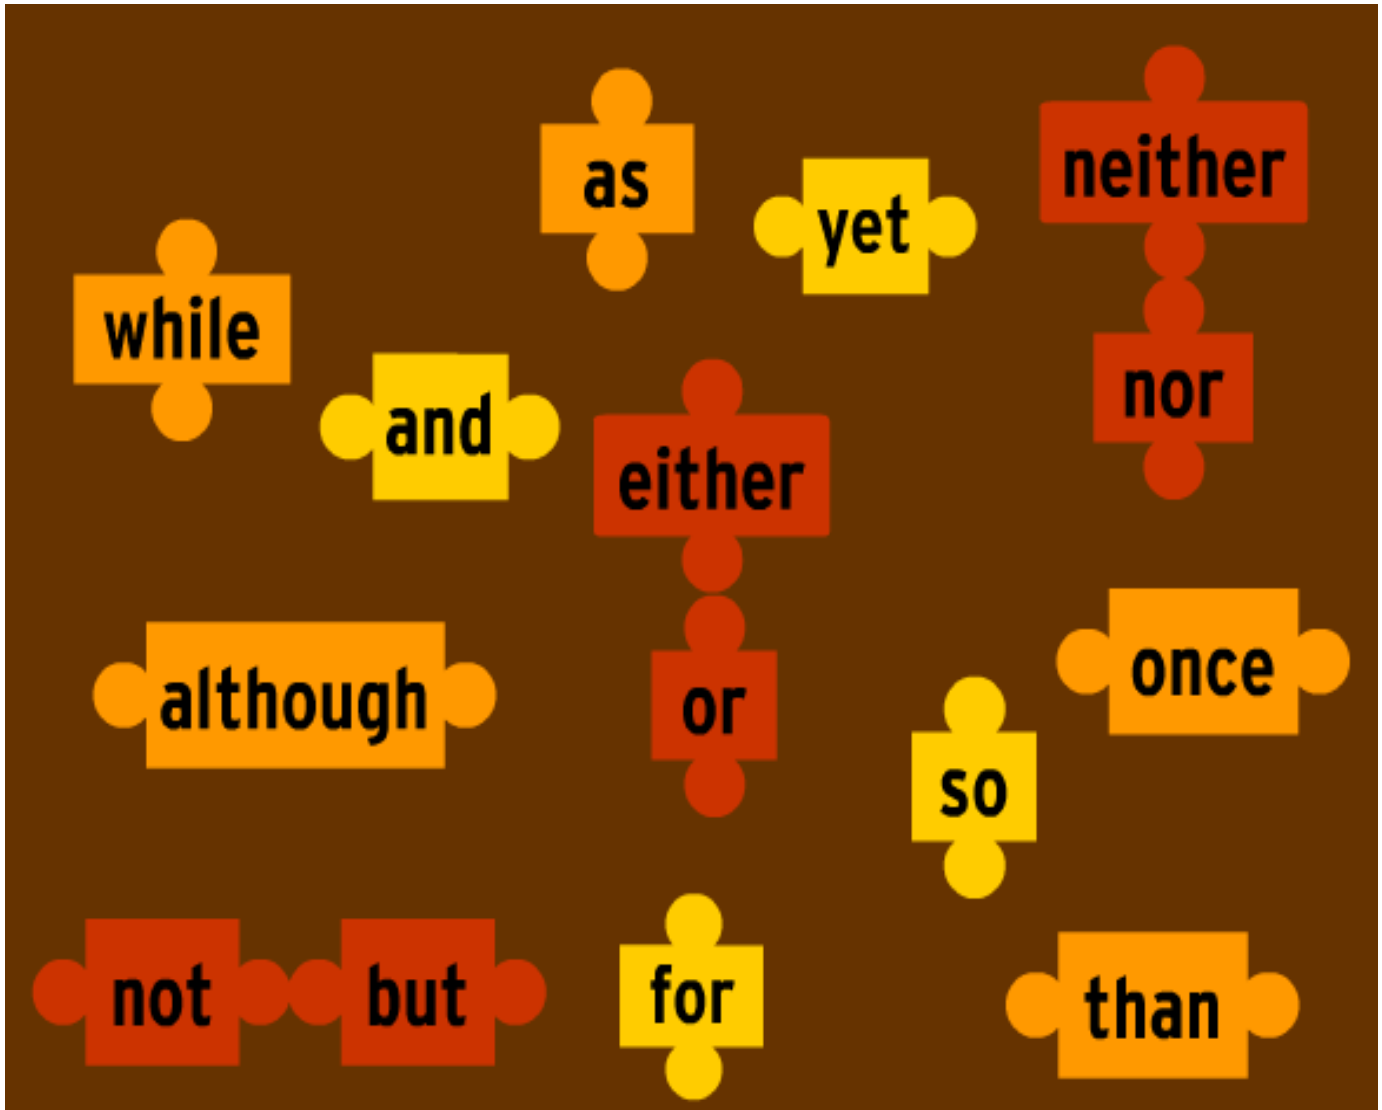 as
yet
neither
while
nor
and
either
although
or
once
so
not but
for
than